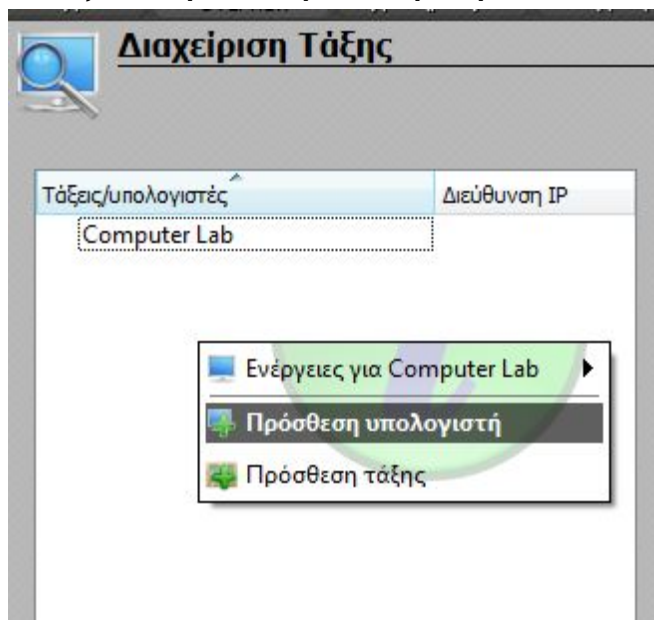 Διαχείριση Τάξης
Τάξεις/υπολογιστές Διεύθυνση IP
Computer Lab
Ενέργειες για Computer Lab
Πρόσθεση υπολογιστή
Πρόσθεση τάξης